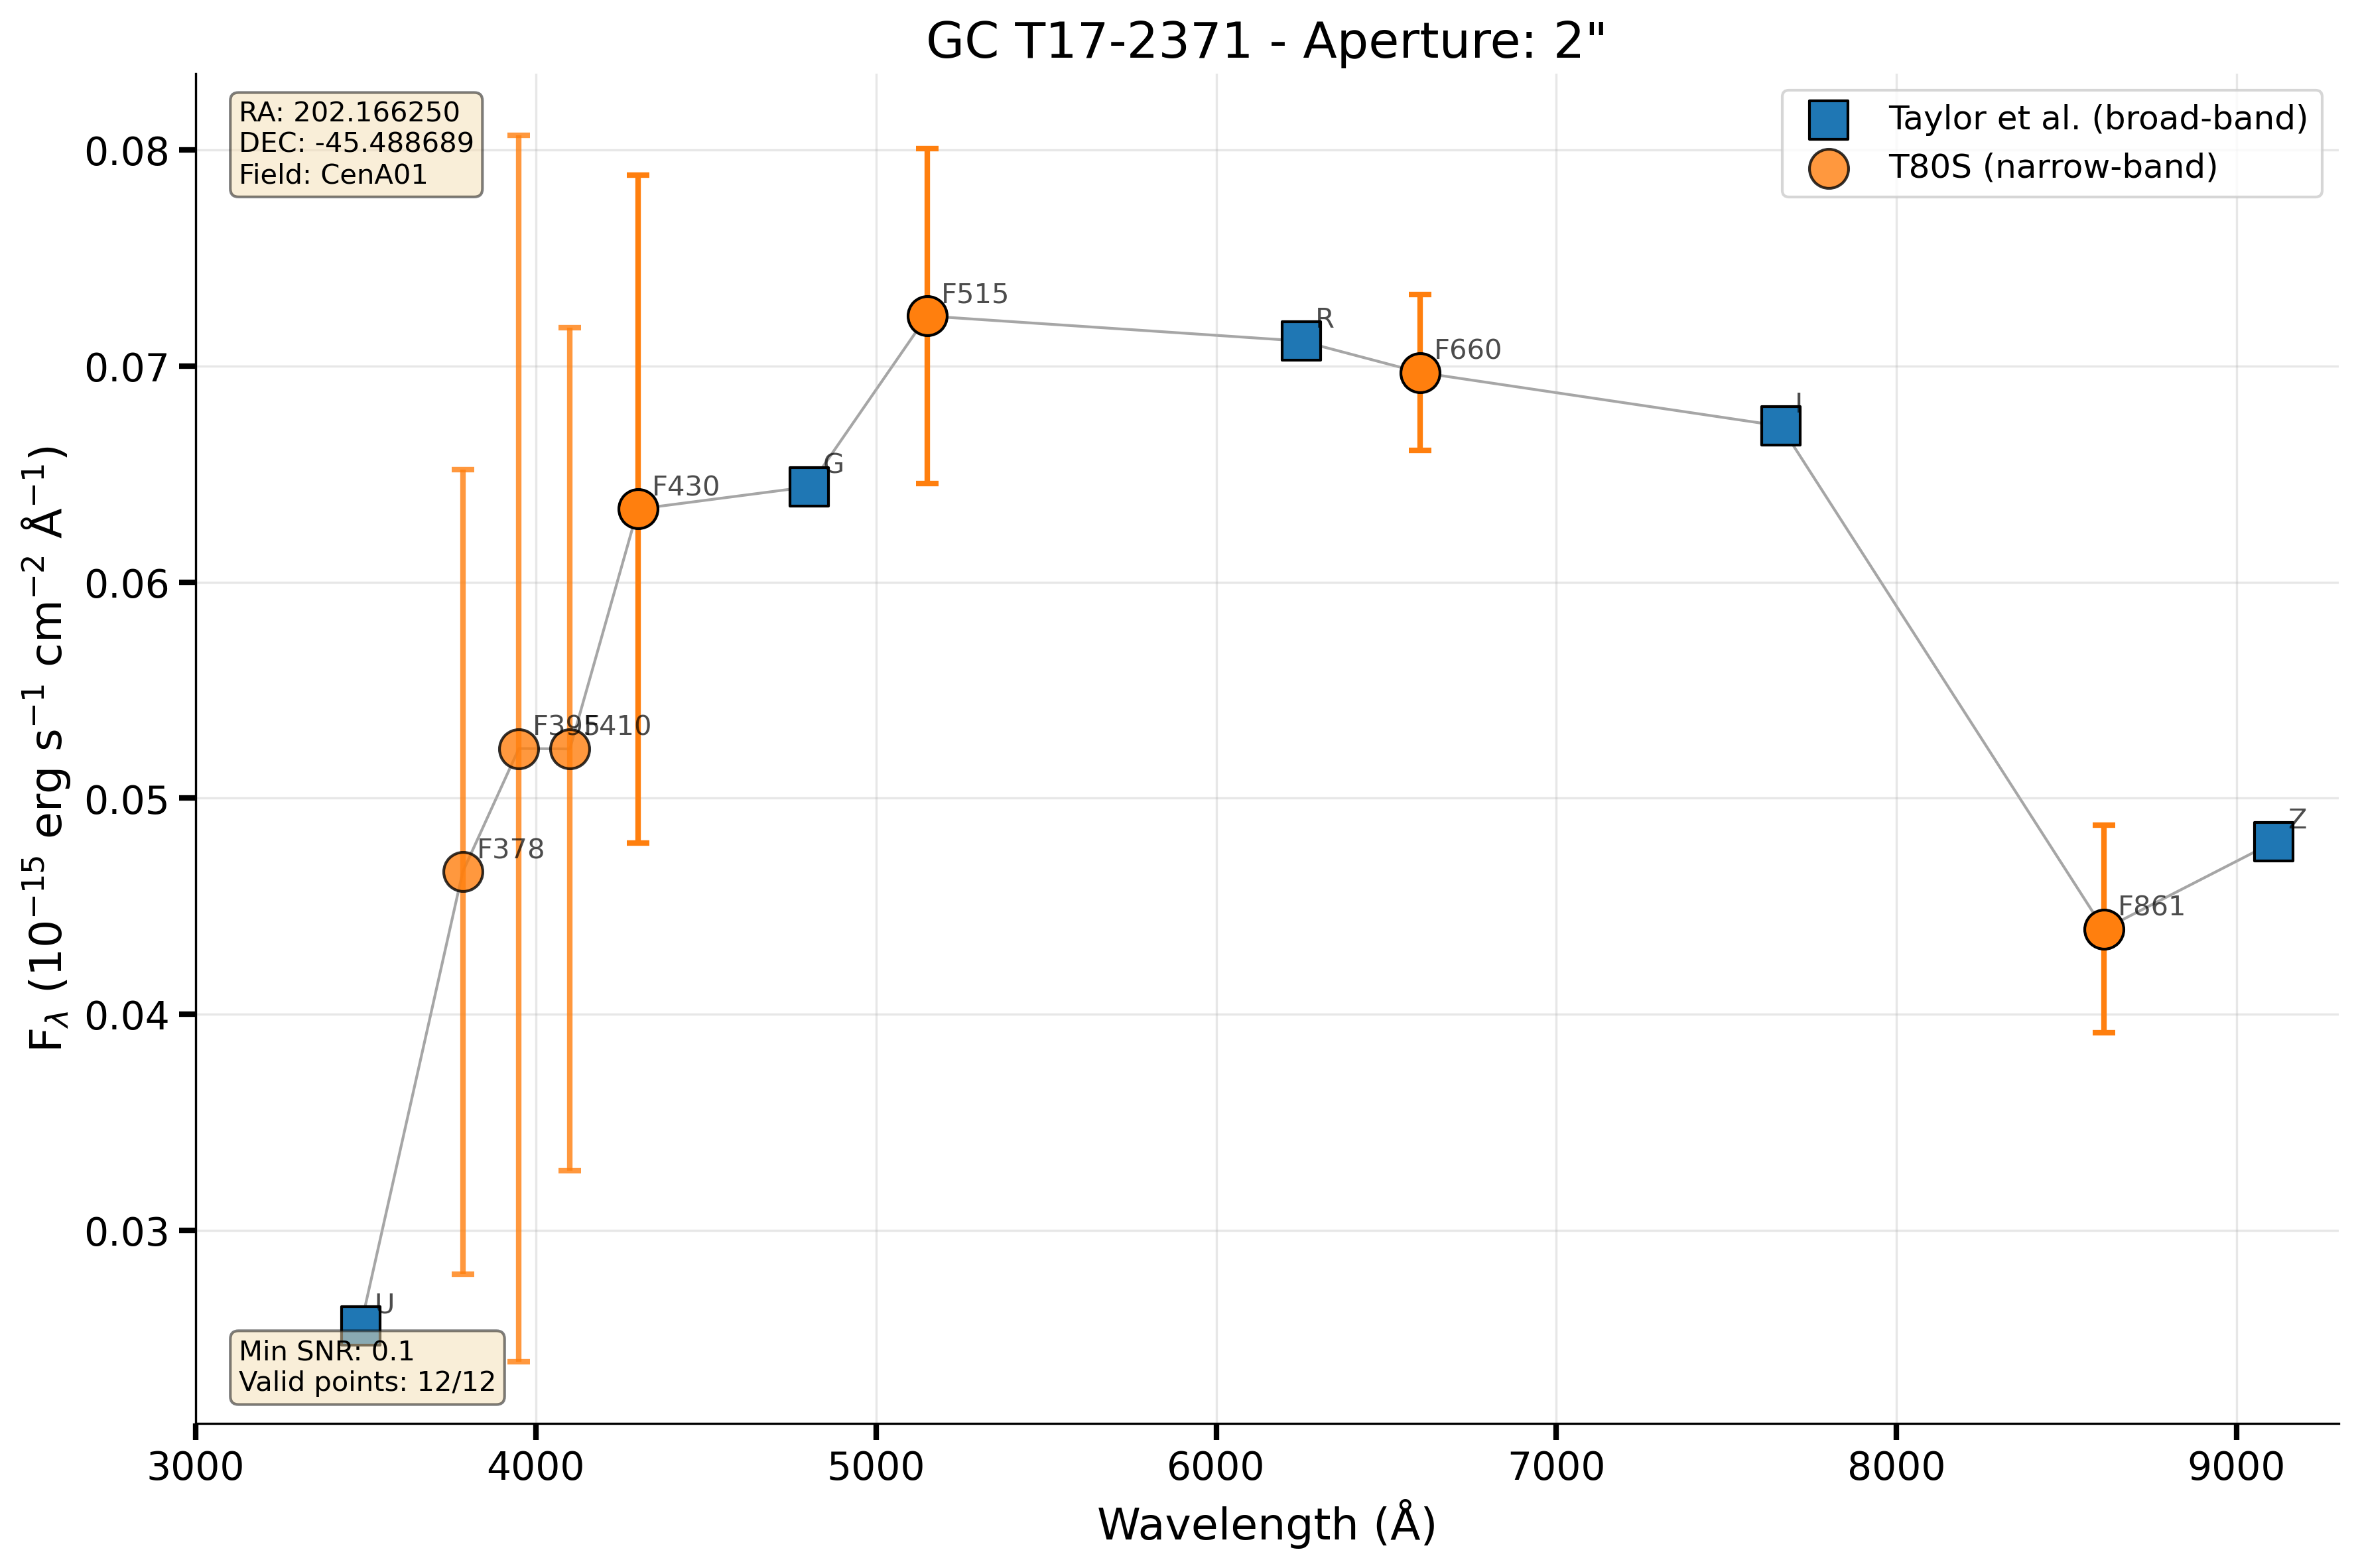 GC T17-2371 - Aperture: 2"
RA: 202.166250
DEC: -45.488689
Field: CenA01
Taylor et al. (broad-band)
T80S (narrow-band)
0.08
0.07
0.06
0.05
0.04
0.03
F515
R
F660
I
G
F430
F395
F410
F378
Z
F861
U
Min SNR: 0.1
Valid points: 12/12
3000
4000
5000
6000
7000
8000
9000
Wavelength (Å)
Fλ (10⁻¹⁵ erg s⁻¹ cm⁻² Å⁻¹)